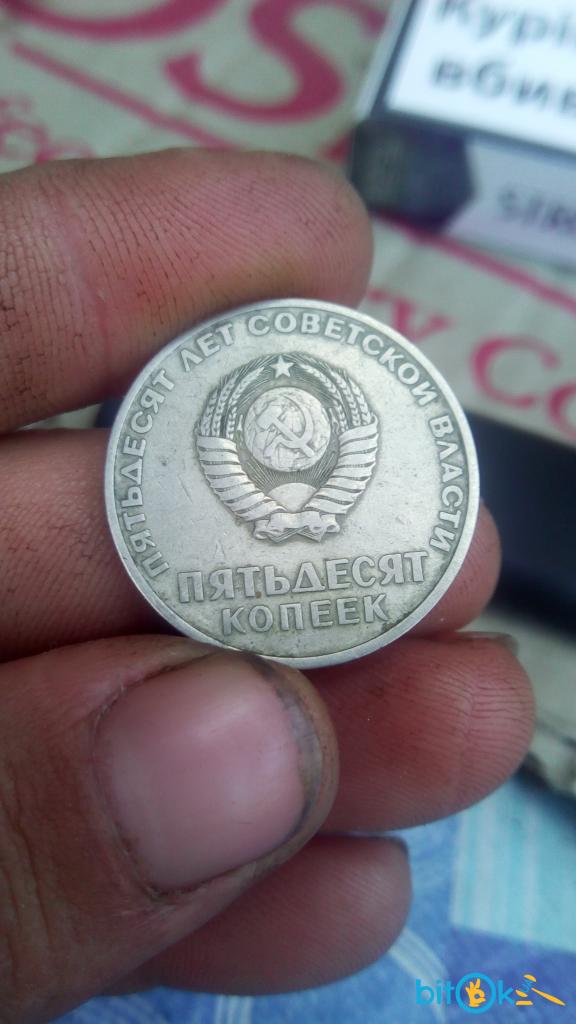 Курі
вбив
ПЯТЬДЕСЯТ ЛЕТ СОВЕТСКОЙ ВЛАСТИ
ПЯТЬДЕСЯТ
КОПЕЕК
bitok